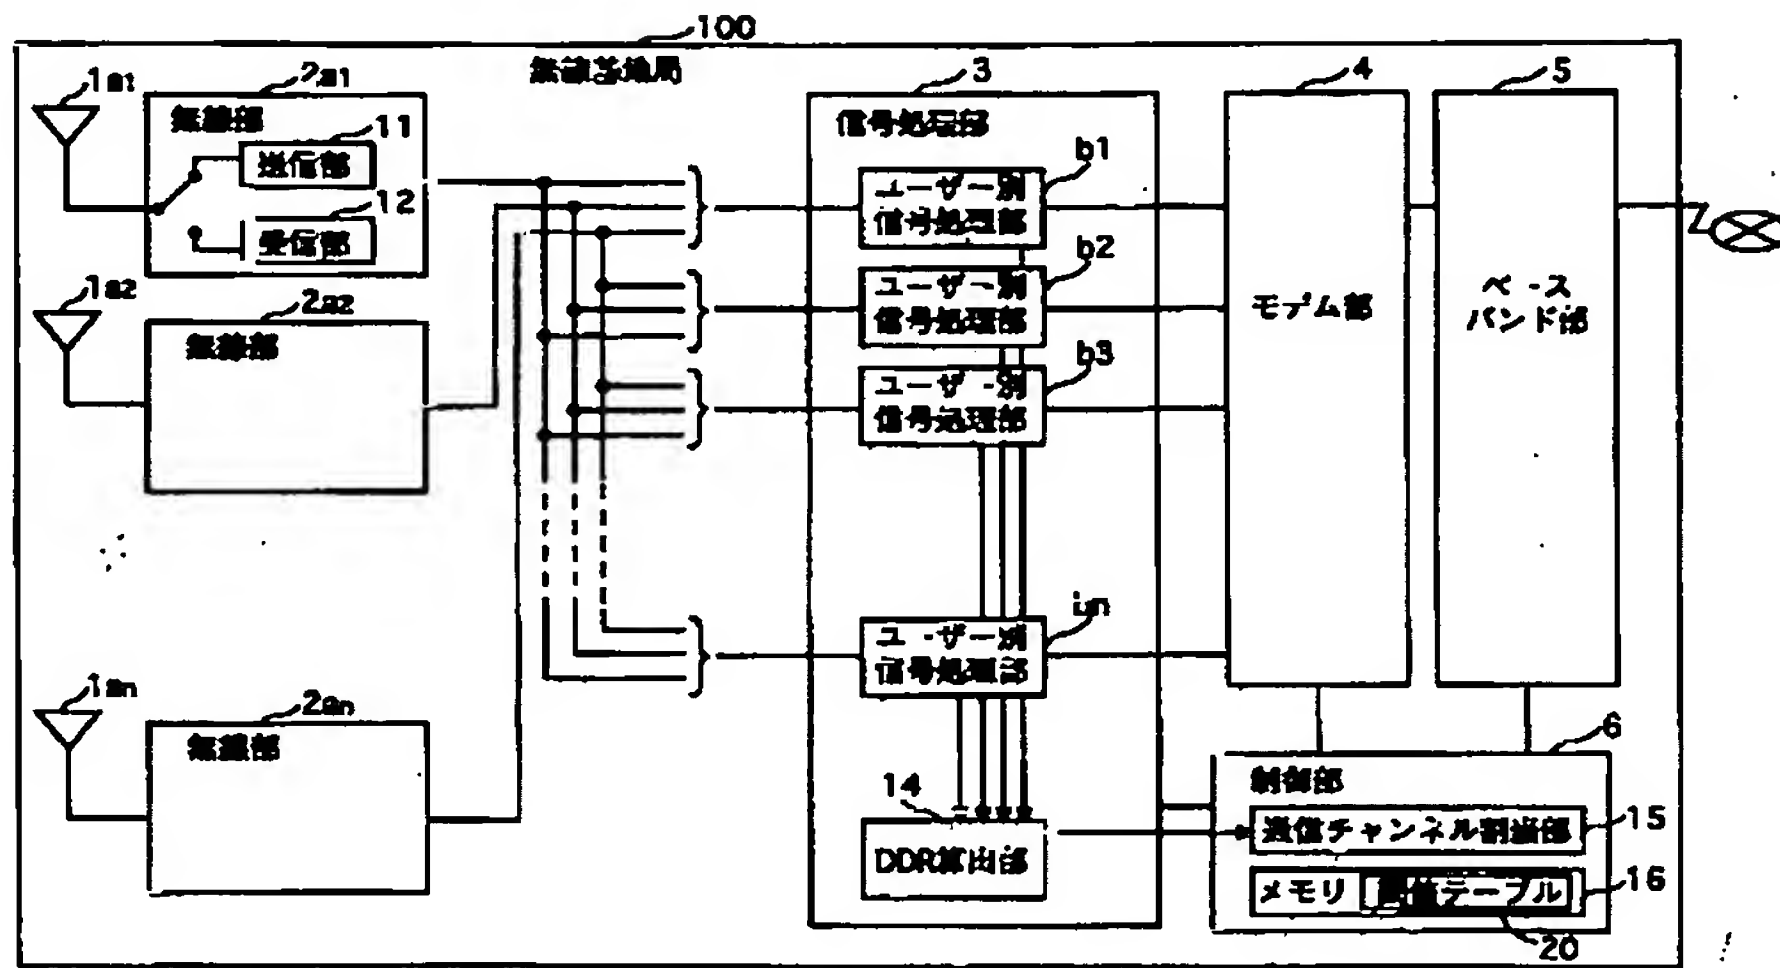 100
無線基地局
1a1
2a1
無線部
11
送信部
12
受信部
1a2
2a2
無線部
1an
2an
無線部
3
信号処理部
b1
ユーザー別
信号処理部
b2
ユーザー別
信号処理部
b3
ユーザー別
信号処理部
bn
ユーザー別
信号処理部
14
DDR算出部
4
モデム部
5
ベース
バンド部
6
制御部
通信チャンネル割当部
15
メモリ
テーブル
16
20